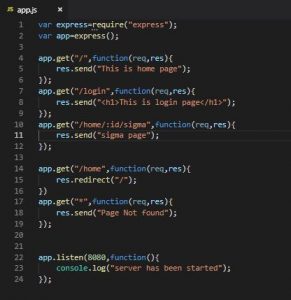 JS app.js ×
1 var express=require("express");
2 var app=express();
3
4 app.get("/",function(req,res){
5 res.send("This is home page");
6 });
7 app.get("/login",function(req,res){
8 res.send("<h1>This is login page</h1>");
9 });
10 app.get("/home/:id/sigma",function(req,res){
11 res.send("sigma page");
12 });
13
14 app.get("/home",function(req,res){
15 res.redirect("/");
16 })
17 app.get("*",function(req,res){
18 res.send("Page Not found");
19 });
20
21
22 app.listen(8080,function(){
23 console.log("server has been started");
24 });